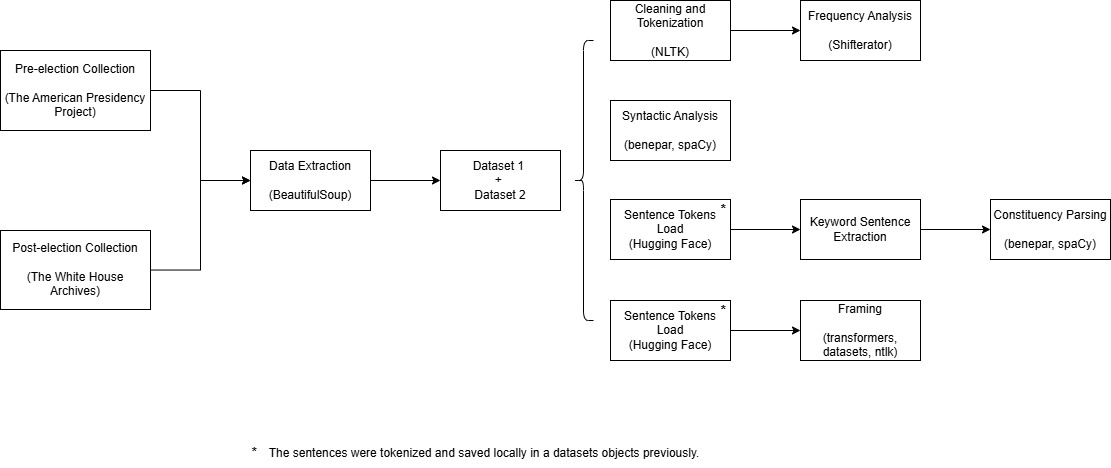 Pre-election Collection
(The American Presidency
Project)
Post-election Collection
(The White House
Archives)
Data Extraction
(BeautifulSoup)
Dataset 1
+
Dataset 2
Cleaning and
Tokenization
(NLTK)
Frequency Analysis
(Shifterator)
Syntactic Analysis
(benepar, spaCy)
Sentence Tokens *
Load
(Hugging Face)
Keyword Sentence
Extraction
Constituency Parsing
(benepar, spaCy)
Sentence Tokens *
Load
(Hugging Face)
Framing
(transformers,
datasets, ntlk)
* The sentences were tokenized and saved locally in a datasets objects previously.